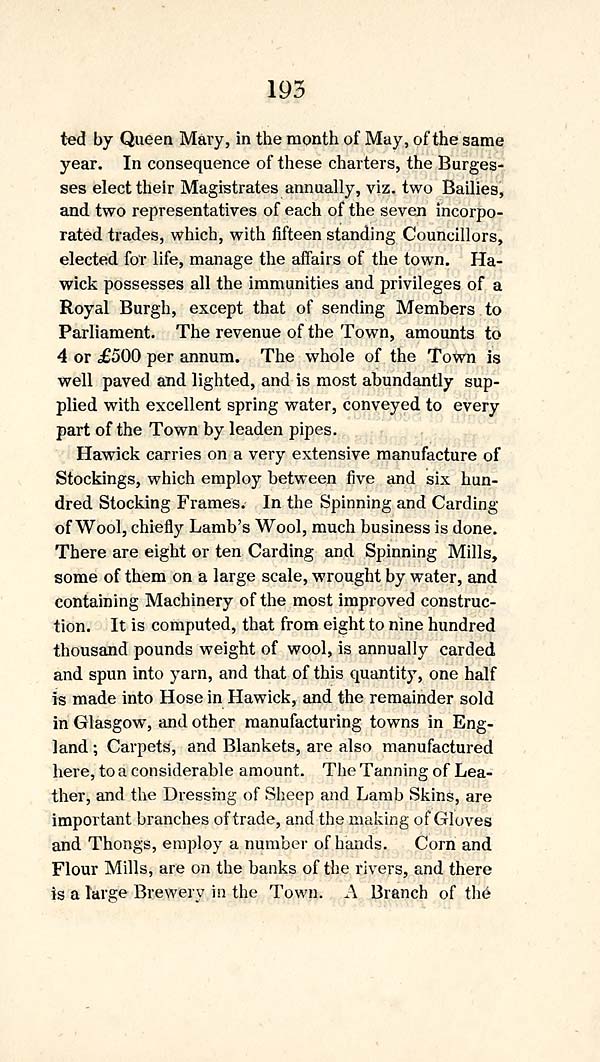 193
ted by Queen Mary, in the month of May, of the same
year. In consequence of these charters, the Burges-
ses elect their Magistrates annually, viz. two Bailies,
and two representatives of each of the seven incorpo-
rated trades, which, with fifteen standing Councillors,
elected for life, manage the affairs of the town. Ha-
wick possesses all the immunities and privileges of a
Royal Burgh, except that of sending Members to
Parliament. The revenue of the Town, amounts to
4 or £500 per annum. The whole of the Town is
well paved and lighted, and is most abundantly sup-
plied with excellent spring water, conveyed to every
part of the Town by leaden pipes.
Hawick carries on a very extensive manufacture of
Stockings, which employ between five and six hun-
dred Stocking Frames. In the Spinning and Carding
of Wool, chiefly Lamb's Wool, much business is done.
There are eight or ten Carding and Spinning Mills,
some of them on a large scale, wrought by water, and
containing Machinery of the most improved construc-
tion. It is computed, that from eight to nine hundred
thousand pounds weight of wool, is annually carded
and spun into yarn, and that of this quantity, one half
is made into Hose in Hawick, and the remainder sold
in Glasgow, and other manufacturing towns in Eng-
land; Carpets, and Blankets, are also manufactured
here, to a considerable amount. The Tanning of Lea-
ther, and the Dressing of Sheep and Lamb Skins, are
important branches of trade, and the making of Gloves
and Thongs, employ a number of hands. Corn and
Flour Mills, are on the banks of the rivers, and there
is a large Brewery in the Town. A Branch of the